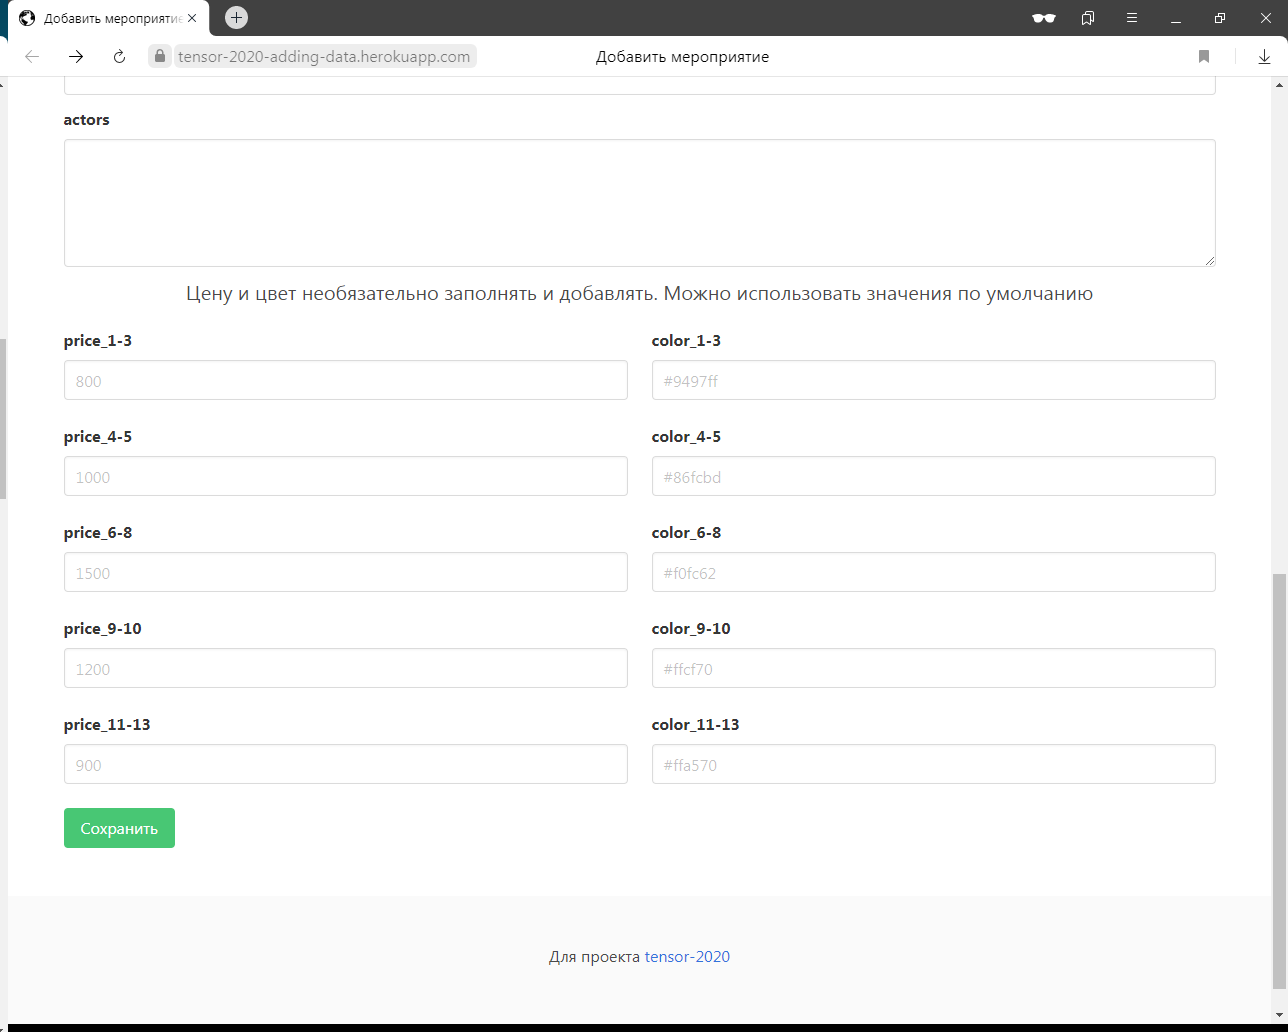 Добавить мероприятие
tensor-2020-adding-data.herokuapp.com
Добавить мероприятие
actors
Цену и цвет необязательно заполнять и добавлять. Можно использовать значения по умолчанию
price_1-3
color_1-3
800
#9497ff
price_4-5
color_4-5
1000
#86fcbd
price_6-8
color_6-8
1500
#f0fc62
price_9-10
color_9-10
1200
#ffcf70
price_11-13
color_11-13
900
#ffa570
Сохранить
Для проекта tensor-2020